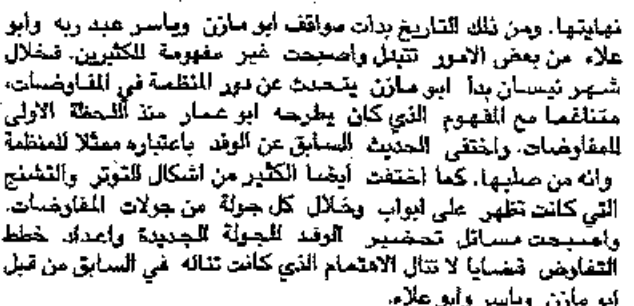 نهايتها. ومن ذلك التاريخ بدأت مواقف ابو مازن وياسر عبد ربه وأبو
علاء من بعض الامور تتبدل واصبحت غير مفهومة للكثيرين. فخلال
شهر نيسان بدأ ابو مازن يتحدث عن دور المنظمة في المفاوضات،
متناغما مع المفهوم الذي كان يطرحه ابو عمار منذ اللحظة الاولى
للمفاوضات. واختفى الحديث السابق عن الوفد باعتباره ممثلا للمنظمة
وانه من صلبها. كما اختفت أيضا الكثير من اشكال التوتر والتشنج
التي كانت تظهر على ابواب وخلال كل جولة من جولات المفاوضات.
واصبحت مسائل تحضير الوفد للجولة الجديدة واعداد خطط
التفاوض قضايا لا تنال الاهتمام الذي كانت تناله في السابق من قبل
ابو مازن وياسر وأبو علاء.